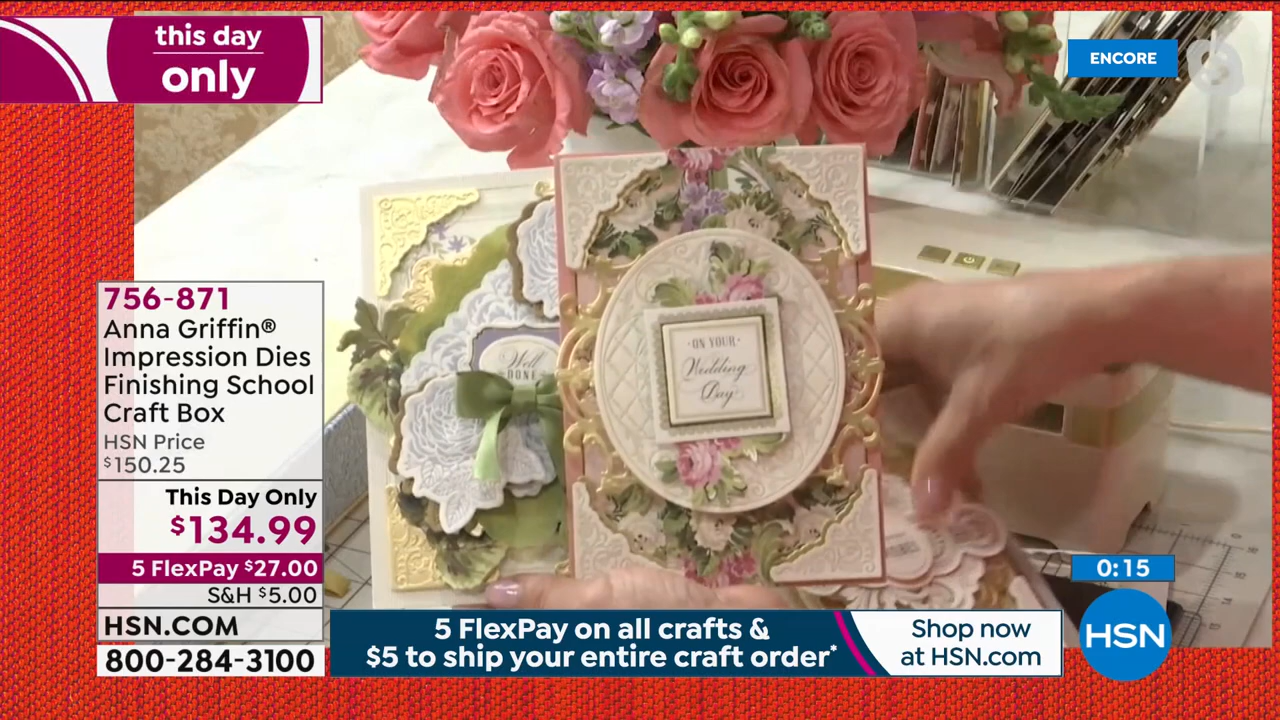 this day
only
ENCORE
756-871
Anna Griffin®
Impression Dies
Finishing School
Craft Box
HSN Price
$150.25
This Day Only
$134.99
5 FlexPay $27.00
S&H $5.00
HSN.COM
800-284-3100
Well
DONE
·ON YOUR·
Wedding
Day
0:15
5 FlexPay on all crafts &
$5 to ship your entire craft order*
Shop now
at HSN.com
HSN